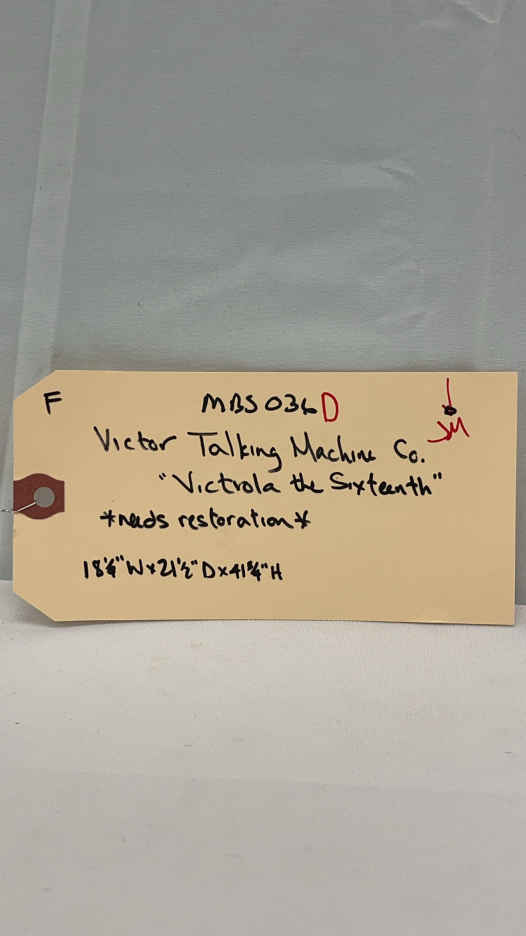 F MBS036D
Victor Talking Machine Co.
"Victrola the Sixteenth"
*needs restoration*
18¼"W×21½"D×41¾"H